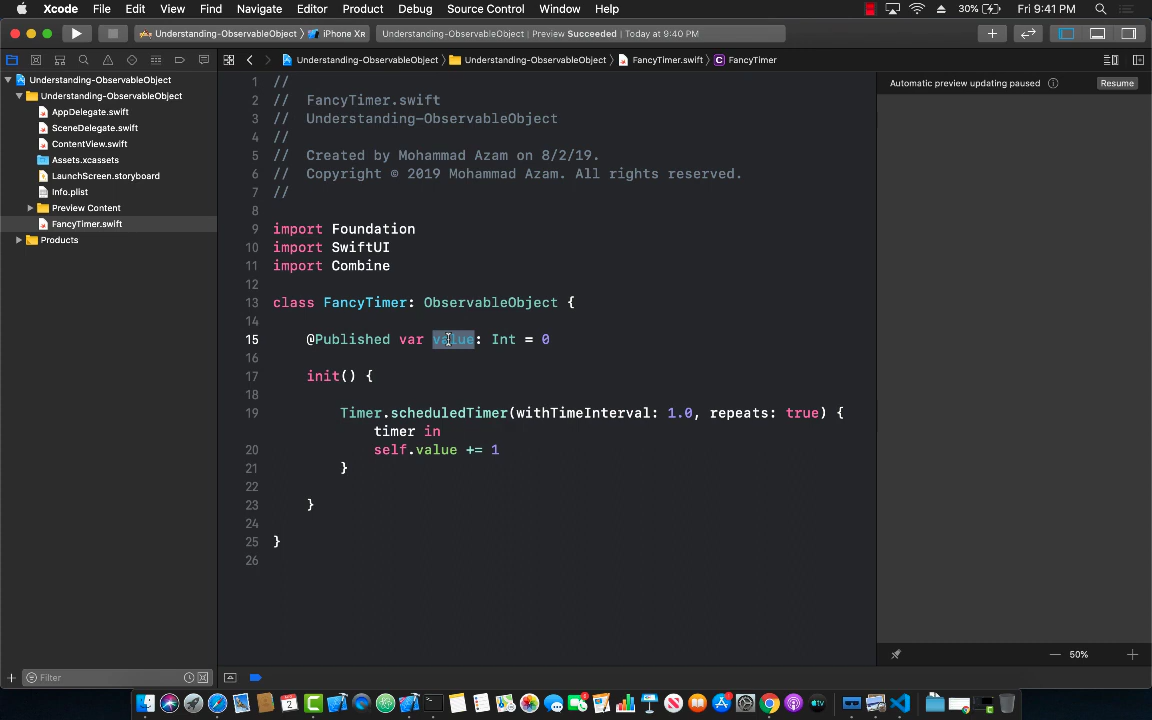 Xcode File Edit View Find Navigate Editor Product Debug Source Control Window Help 30% Fri 9:41 PM
Understanding-ObservableObject iPhone XR Understanding-ObservableObject | Preview Succeeded | Today at 9:40 PM
Understanding-ObservableObject Understanding-ObservableObject FancyTimer.swift FancyTimer
Understanding-ObservableObject
Understanding-ObservableObject
AppDelegate.swift
SceneDelegate.swift
ContentView.swift
Assets.xcassets
LaunchScreen.storyboard
Info.plist
Preview Content
FancyTimer.swift
Products
Filter
1 //
2 // FancyTimer.swift
3 // Understanding-ObservableObject
4 //
5 // Created by Mohammad Azam on 8/2/19.
6 // Copyright © 2019 Mohammad Azam. All rights reserved.
7 //
8
9 import Foundation
10 import SwiftUI
11 import Combine
12
13 class FancyTimer: ObservableObject {
14
15 @Published var value: Int = 0
16
17 init() {
18
19 Timer.scheduledTimer(withTimeInterval: 1.0, repeats: true) {
timer in
20 self.value += 1
21 }
22
23 }
24
25 }
26
Automatic preview updating paused Resume
50%